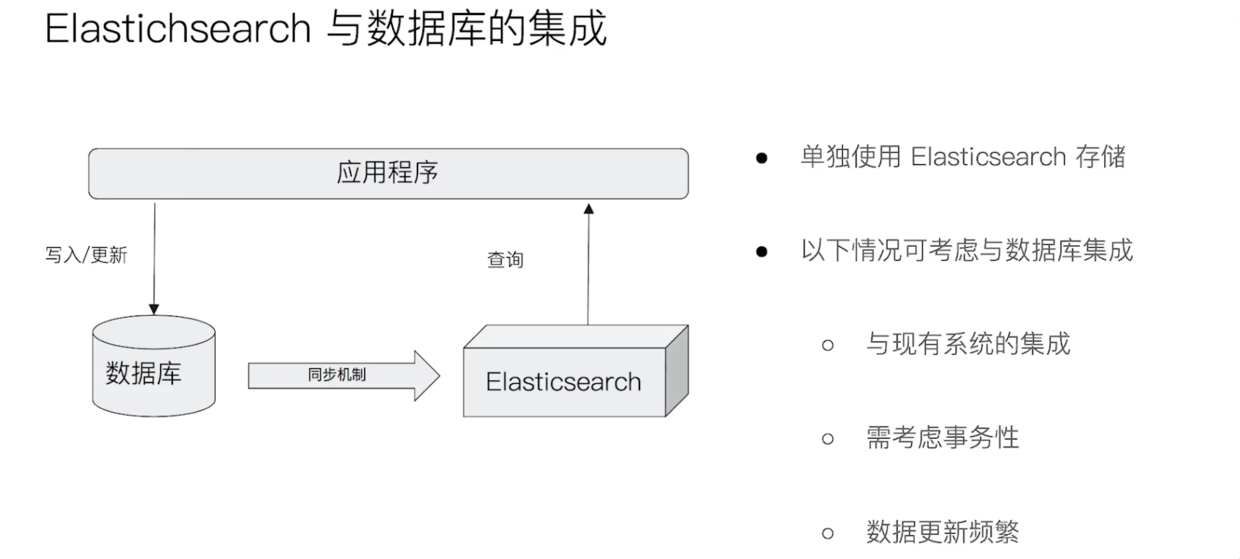 Elastichsearch 与数据库的集成
应用程序
写入/更新
查询
数据库
同步机制
Elasticsearch
● 单独使用 Elasticsearch 存储
● 以下情况可考虑与数据库集成
○ 与现有系统的集成
○ 需考虑事务性
○ 数据更新频繁